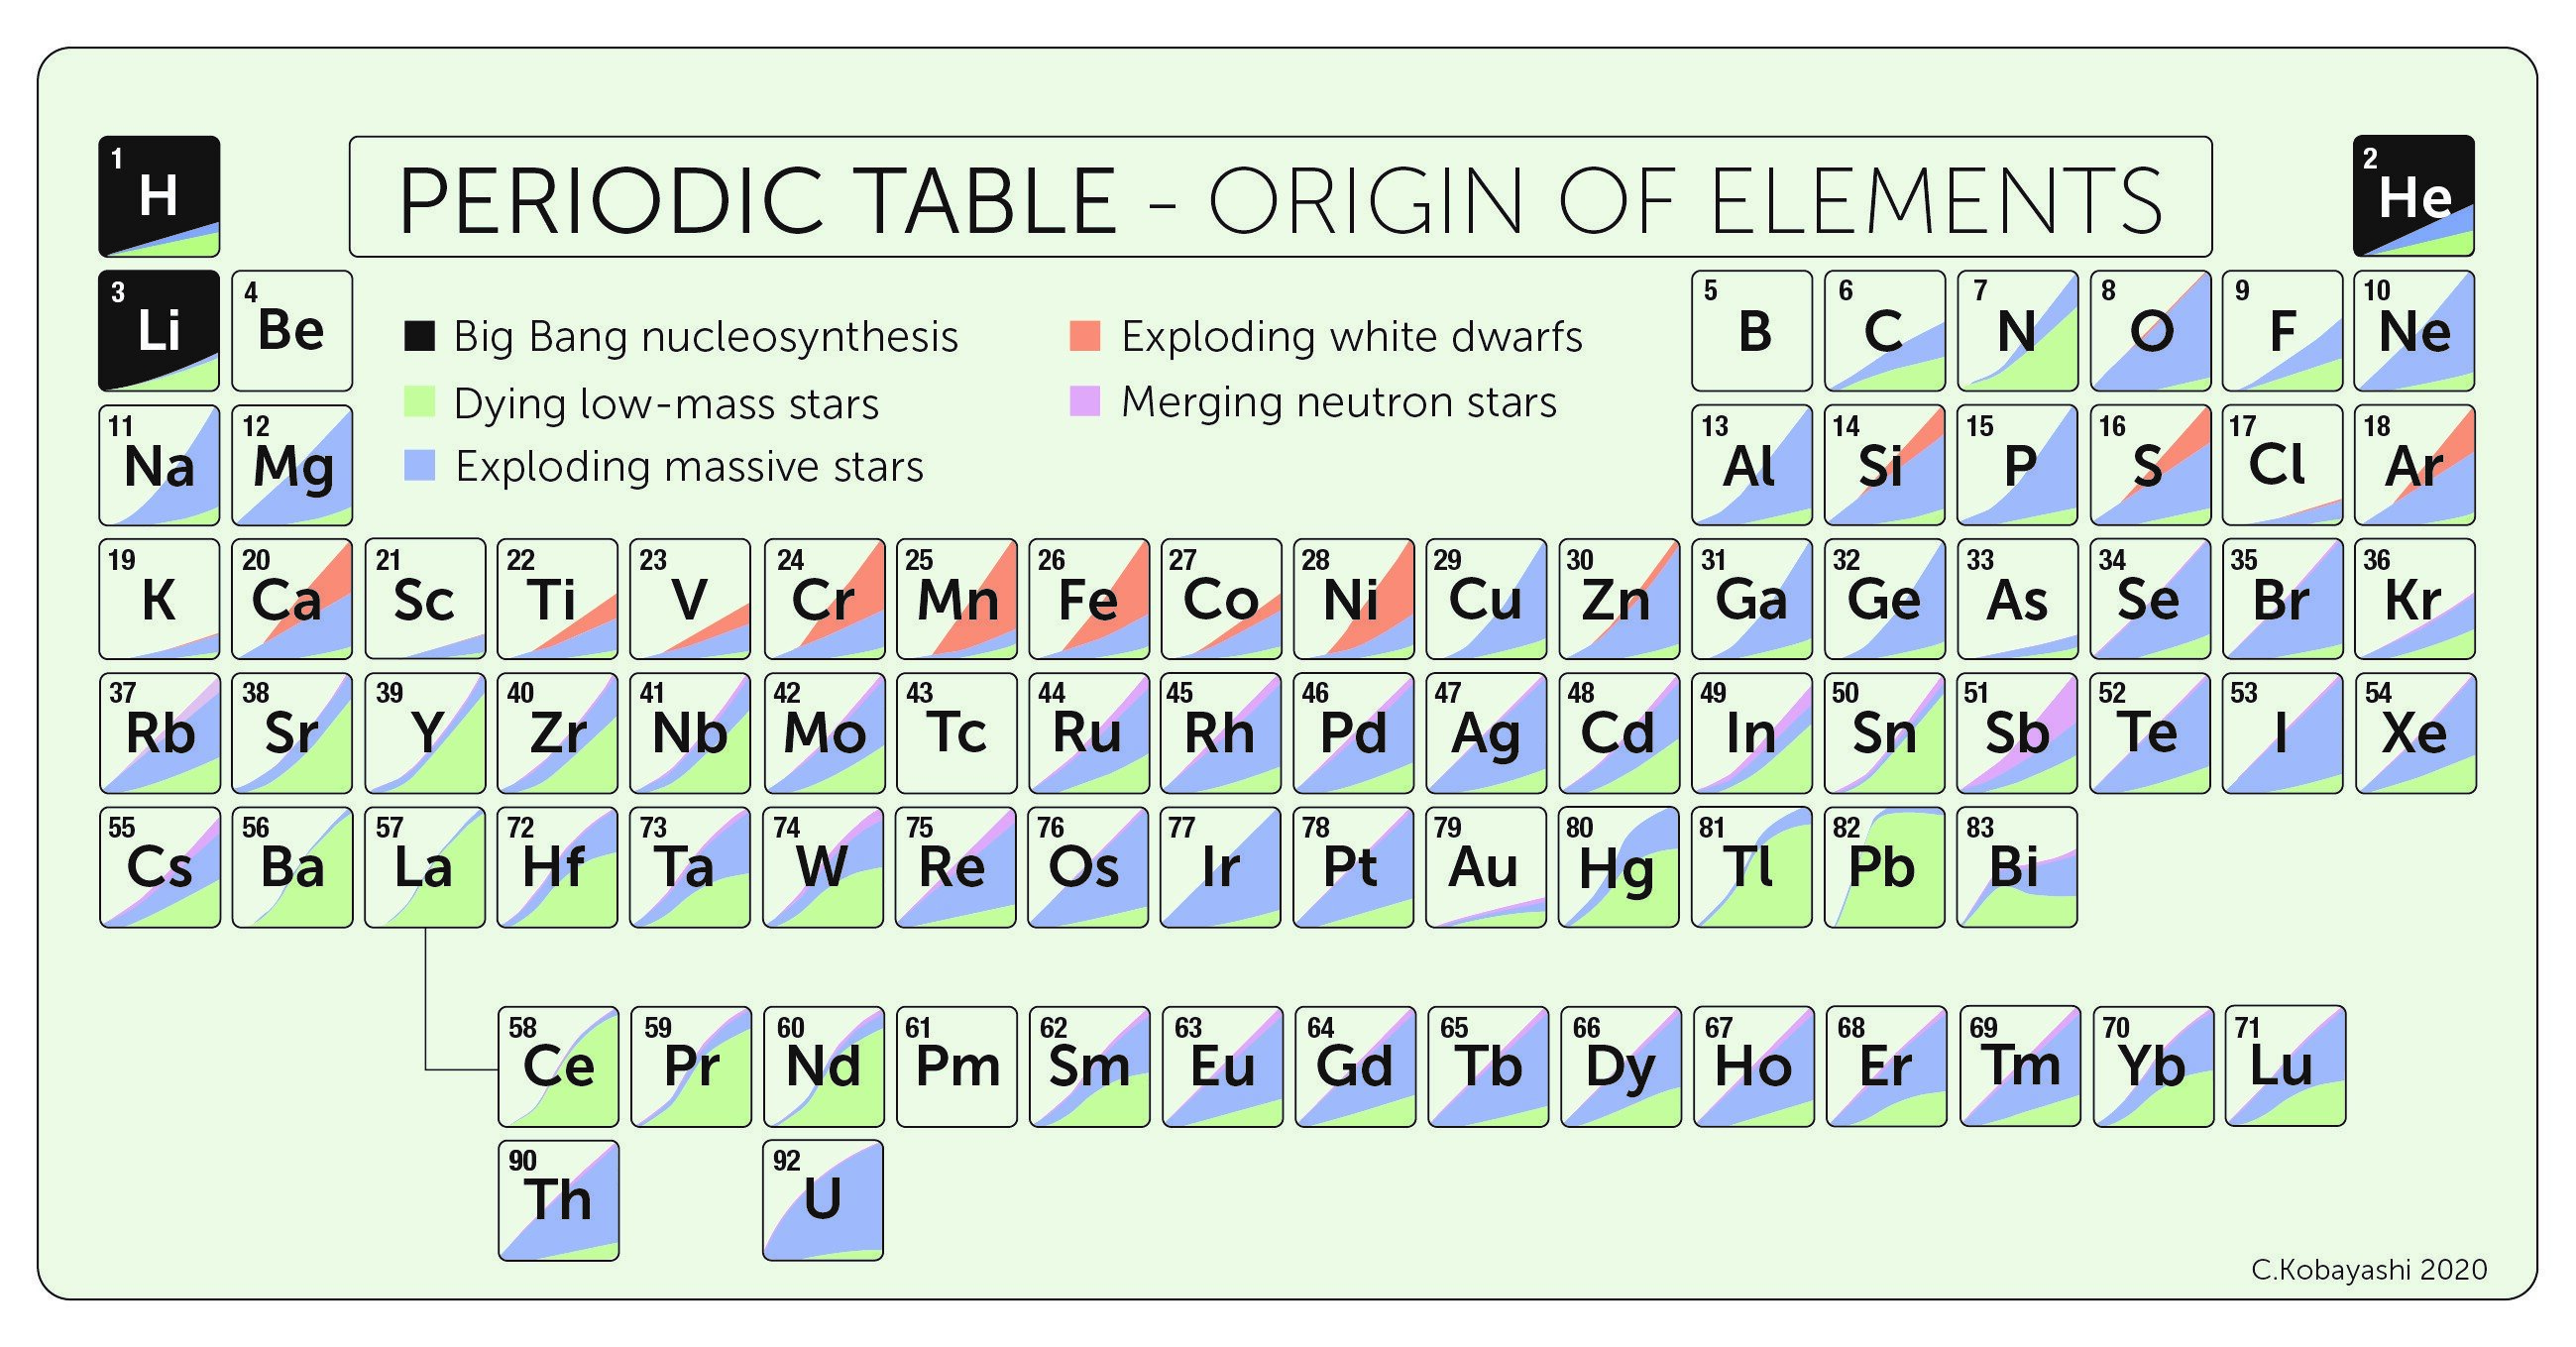 1 H
PERIODIC TABLE - ORIGIN OF ELEMENTS
2 He
3 Li
4 Be
Big Bang nucleosynthesis
Dying low-mass stars
Exploding massive stars
Exploding white dwarfs
Merging neutron stars
5 B
6 C
7 N
8 O
9 F
10 Ne
11 Na
12 Mg
13 Al
14 Si
15 P
16 S
17 Cl
18 Ar
19 K
20 Ca
21 Sc
22 Ti
23 V
24 Cr
25 Mn
26 Fe
27 Co
28 Ni
29 Cu
30 Zn
31 Ga
32 Ge
33 As
34 Se
35 Br
36 Kr
37 Rb
38 Sr
39 Y
40 Zr
41 Nb
42 Mo
43 Tc
44 Ru
45 Rh
46 Pd
47 Ag
48 Cd
49 In
50 Sn
51 Sb
52 Te
53 I
54 Xe
55 Cs
56 Ba
57 La
72 Hf
73 Ta
74 W
75 Re
76 Os
77 Ir
78 Pt
79 Au
80 Hg
81 Tl
82 Pb
83 Bi
58 Ce
59 Pr
60 Nd
61 Pm
62 Sm
63 Eu
64 Gd
65 Tb
66 Dy
67 Ho
68 Er
69 Tm
70 Yb
71 Lu
90 Th
92 U
C.Kobayashi 2020